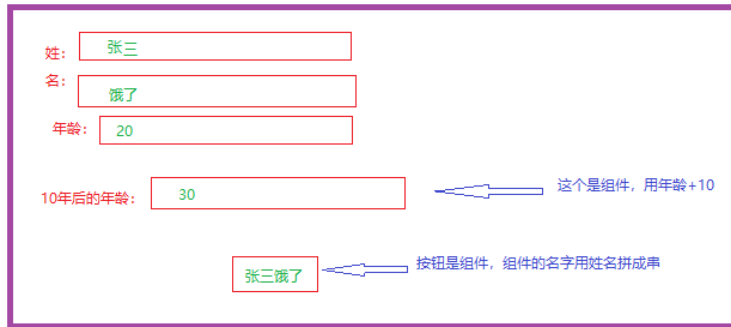 姓： 张三
名： 饿了
年龄： 20
10年后的年龄： 30 这个是组件，用年龄+10
张三饿了 按钮是组件，组件的名字用姓名拼成串